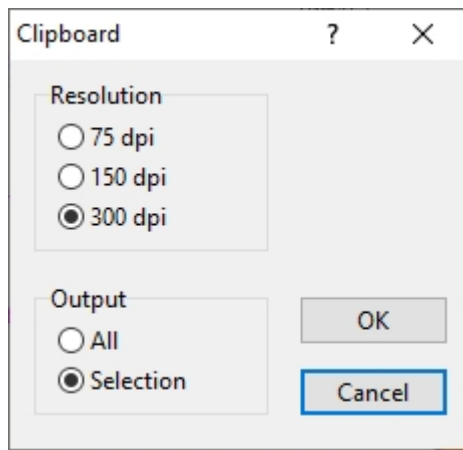 Clipboard ?
Resolution
75 dpi
150 dpi
300 dpi
Output
All
Selection
OK
Cancel